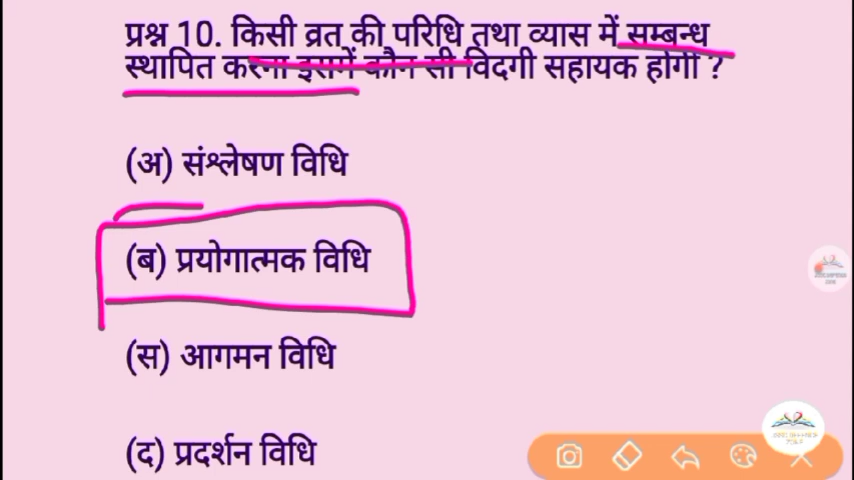 प्रश्न 10. किसी व्रत की परिधि तथा व्यास में सम्बन्ध
स्थापित करना इसमें कौन सी विदगी सहायक होगी ?
(अ) संश्लेषण विधि
(ब) प्रयोगात्मक विधि
(स) आगमन विधि
(द) प्रदर्शन विधि